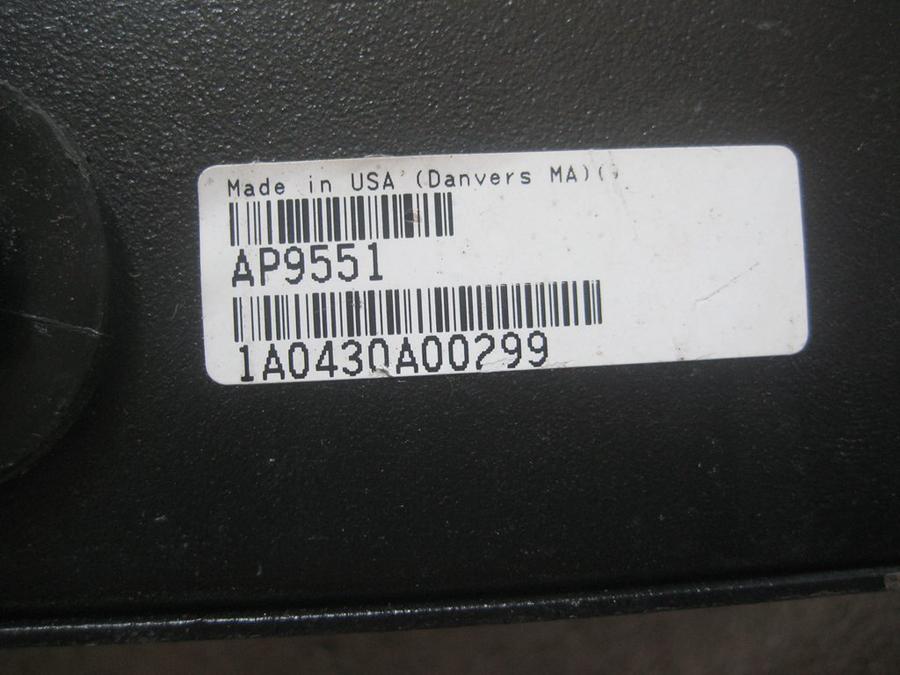 Made in USA (Danvers MA)(
AP9551
1A0430A00299